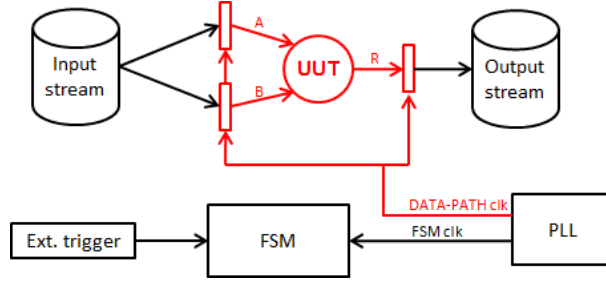 A
Input
stream
UUT
R
Output
stream
B
DATA-PATH clk
PLL
Ext. trigger
FSM
FSM clk